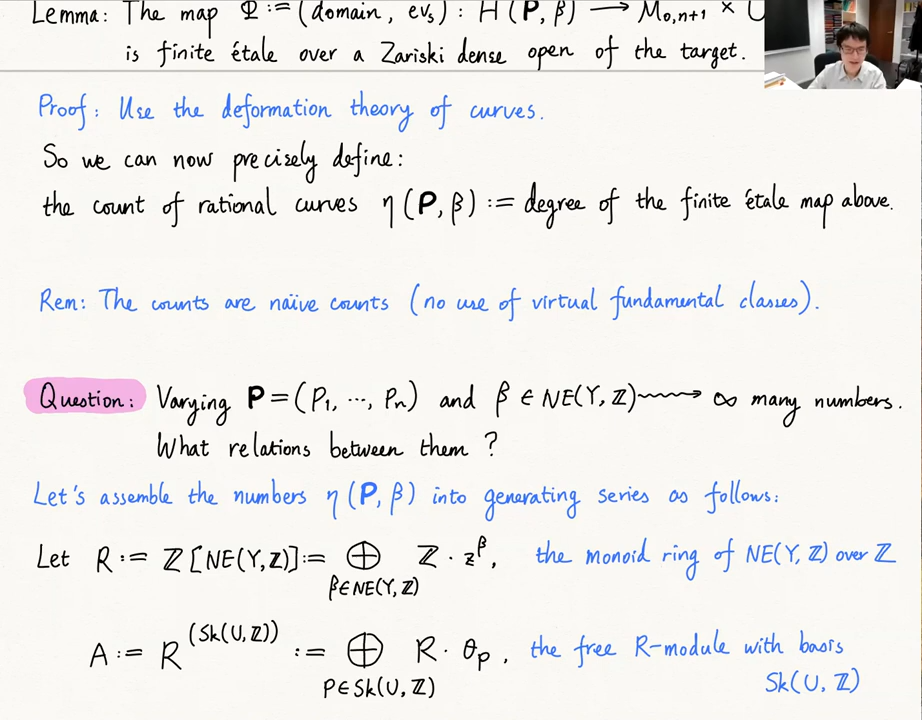 Lemma: The map Φ := (domain, ev_s) : H(P, β) ⟶ M_{0,n+1} × U
is finite étale over a Zariski dense open of the target.
Proof: Use the deformation theory of curves.
So we can now precisely define:
the count of rational curves η(P, β) := degree of the finite étale map above.
Rem: The counts are naïve counts (no use of virtual fundamental classes).
Question: Varying P = (P₁, ..., Pₙ) and β ∈ NE(Y, ℤ) ⇝ ∞ many numbers.
What relations between them ?
Let's assemble the numbers η(P, β) into generating series as follows:
Let R := ℤ[NE(Y,ℤ)] := ⊕ ℤ · z^β, the monoid ring of NE(Y, ℤ) over ℤ
β∈NE(Y, ℤ)
A := R^{(Sk(U,ℤ))} := ⊕ R · θ_P, the free R-module with basis
P∈Sk(U, ℤ) Sk(U, ℤ)